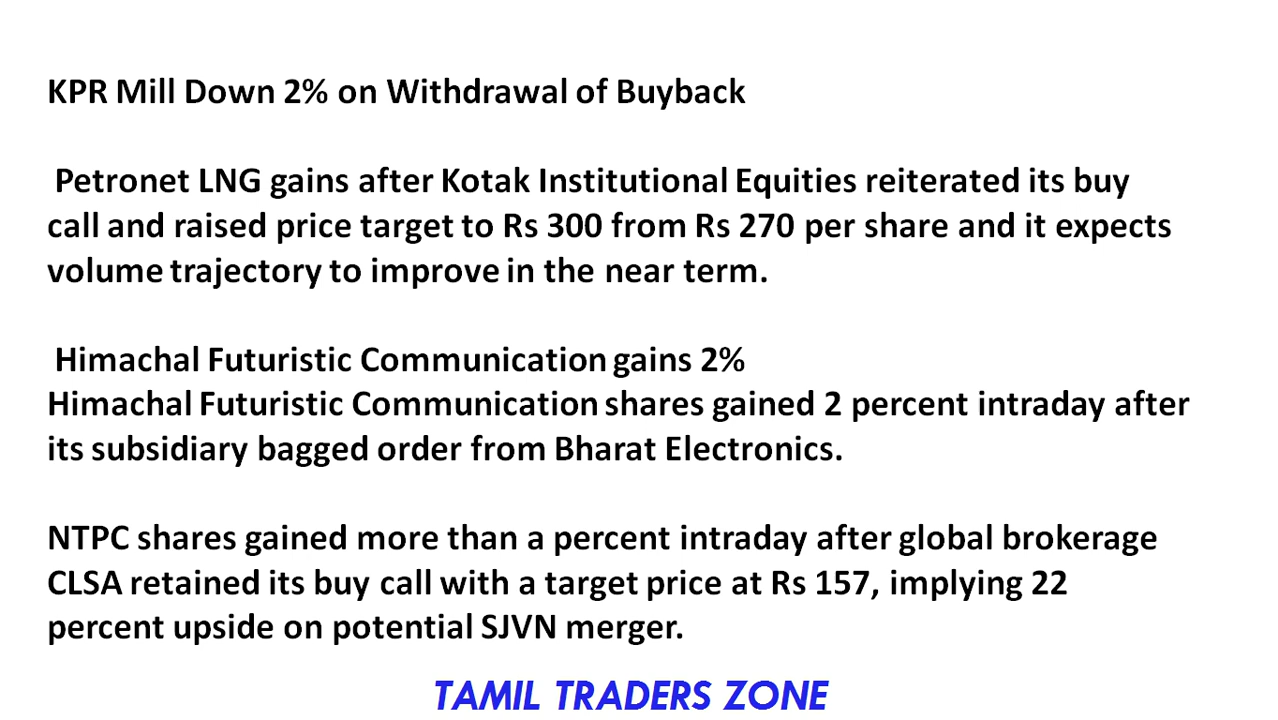 KPR Mill Down 2% on Withdrawal of Buyback
Petronet LNG gains after Kotak Institutional Equities reiterated its buy
call and raised price target to Rs 300 from Rs 270 per share and it expects
volume trajectory to improve in the near term.
Himachal Futuristic Communication gains 2%
Himachal Futuristic Communication shares gained 2 percent intraday after
its subsidiary bagged order from Bharat Electronics.
NTPC shares gained more than a percent intraday after global brokerage
CLSA retained its buy call with a target price at Rs 157, implying 22
percent upside on potential SJVN merger.
TAMIL TRADERS ZONE